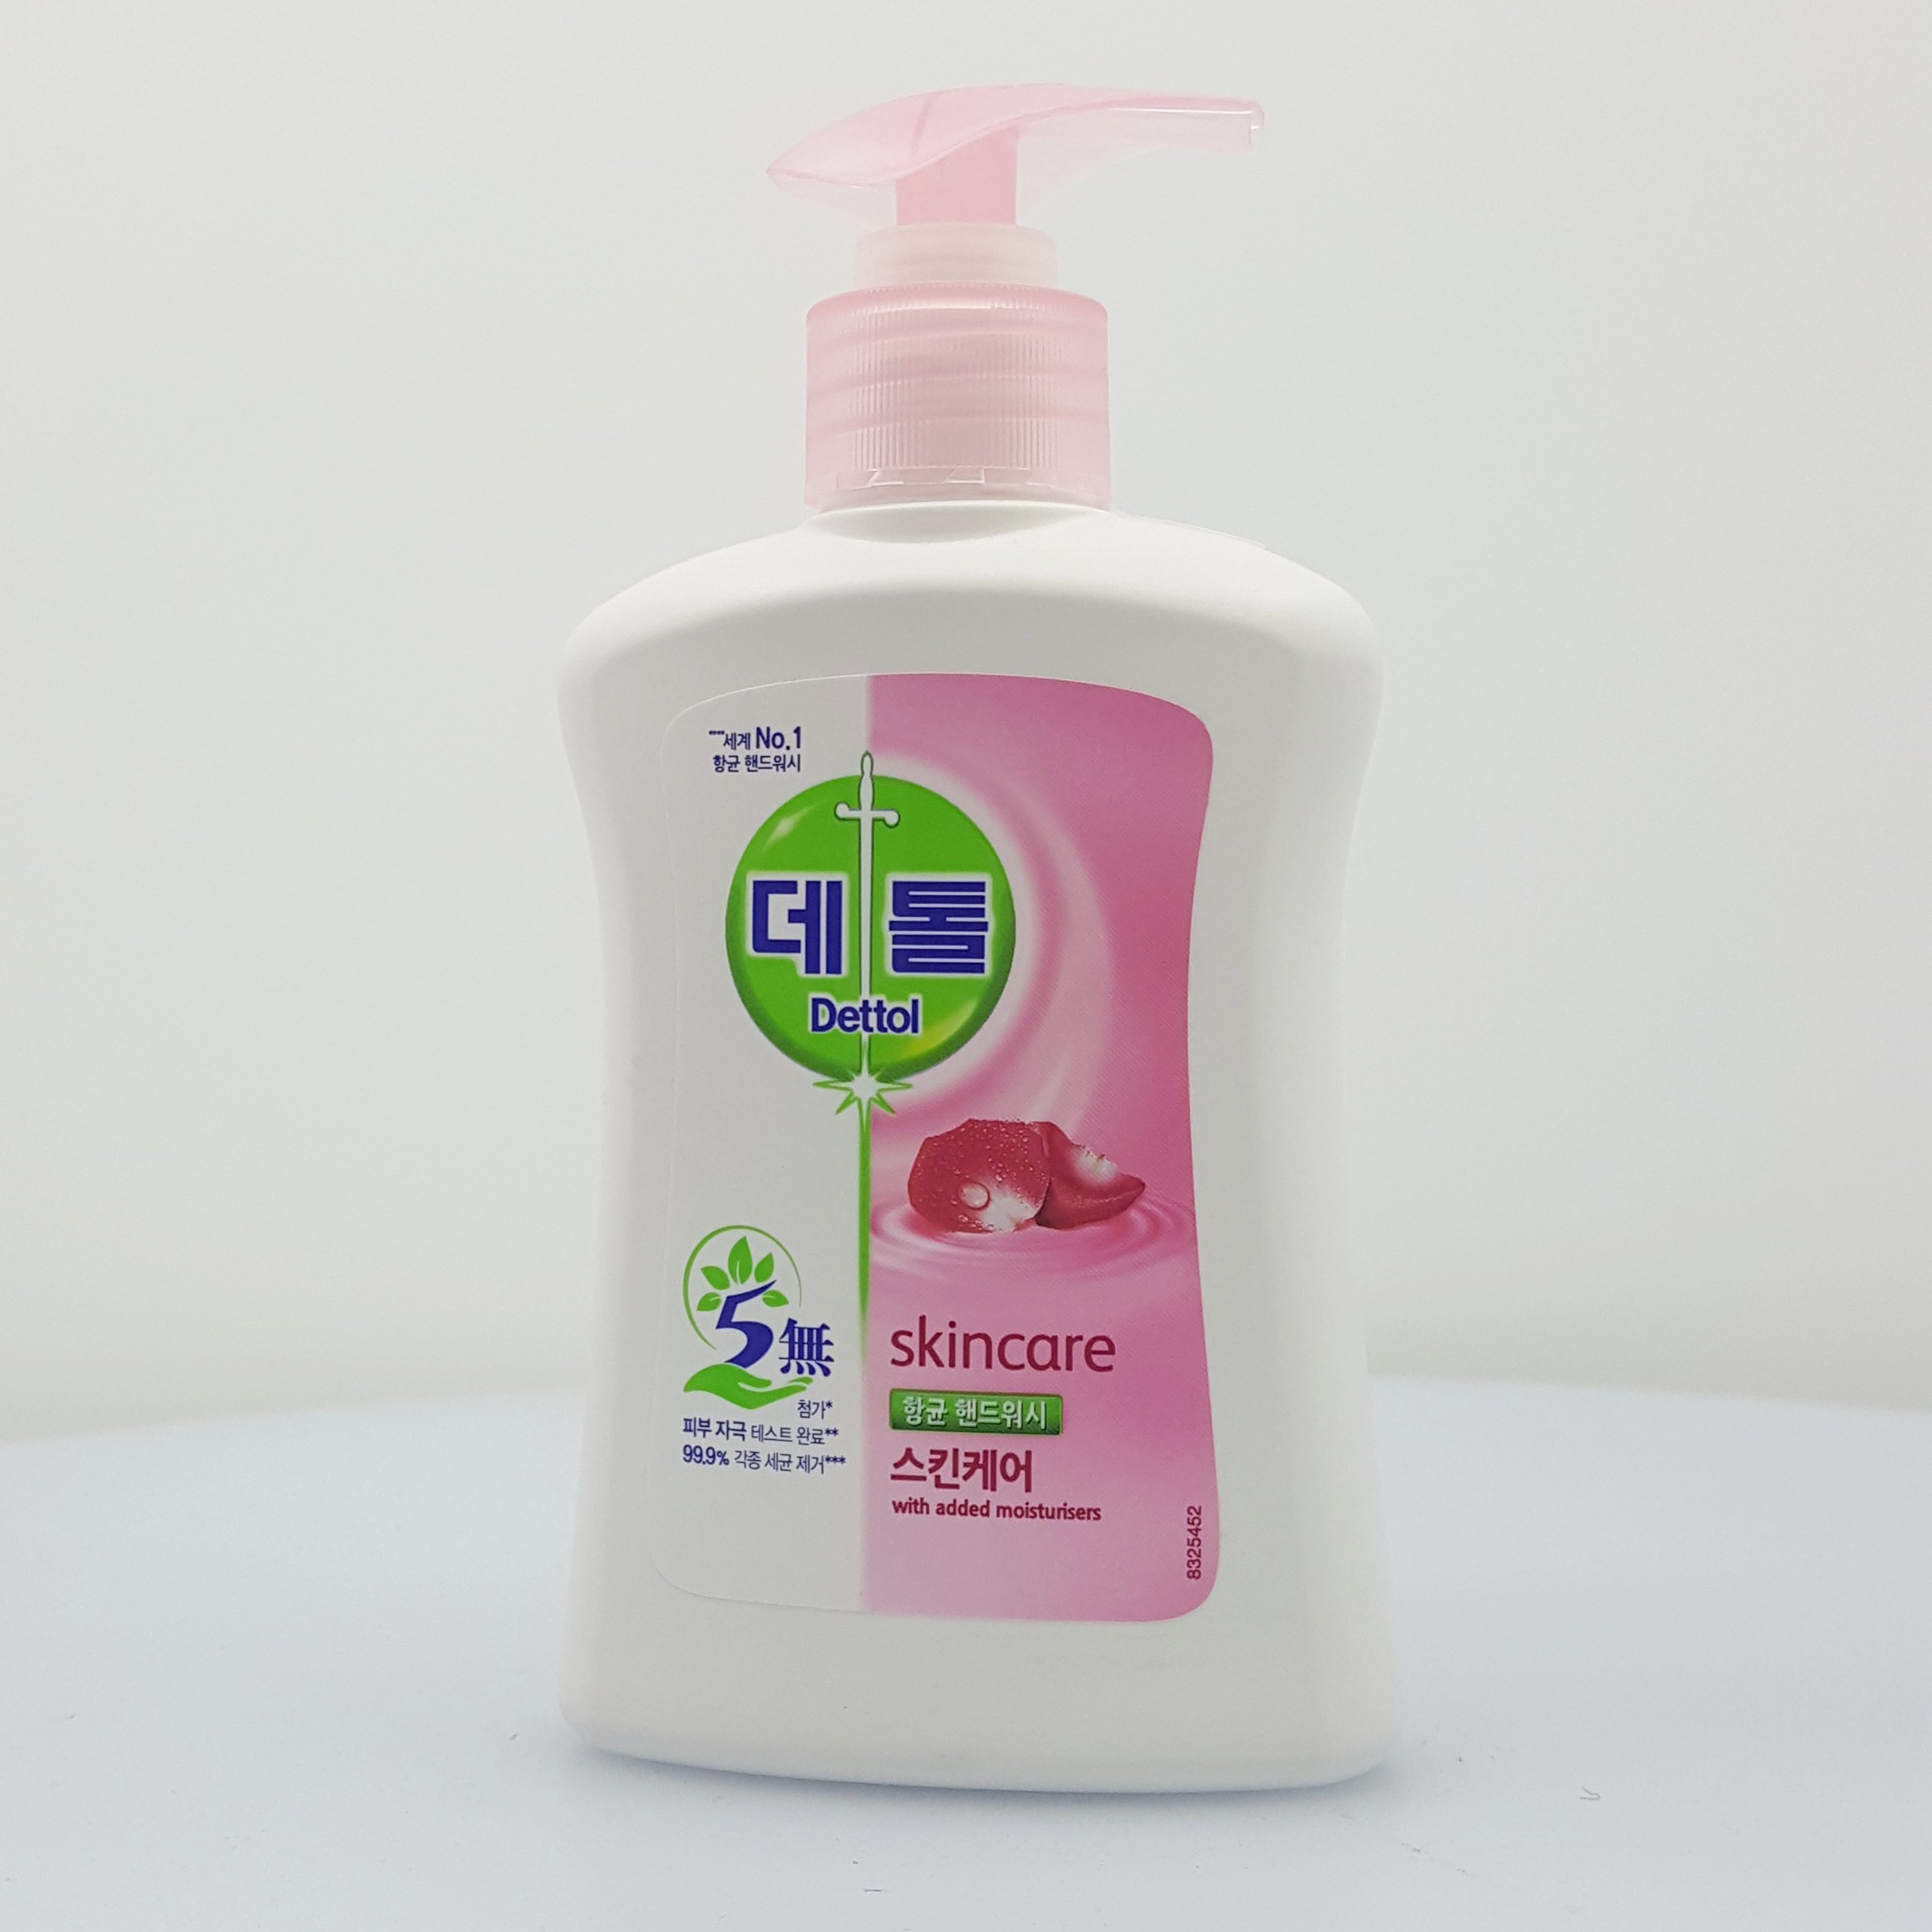 ****세계 No.1
항균 핸드워시
데톨
Dettol
5無
첨가*
피부 자극 테스트 완료**
99.9% 각종 세균 제거***
skincare
항균 핸드워시
스킨케어
with added moisturisers
8325452